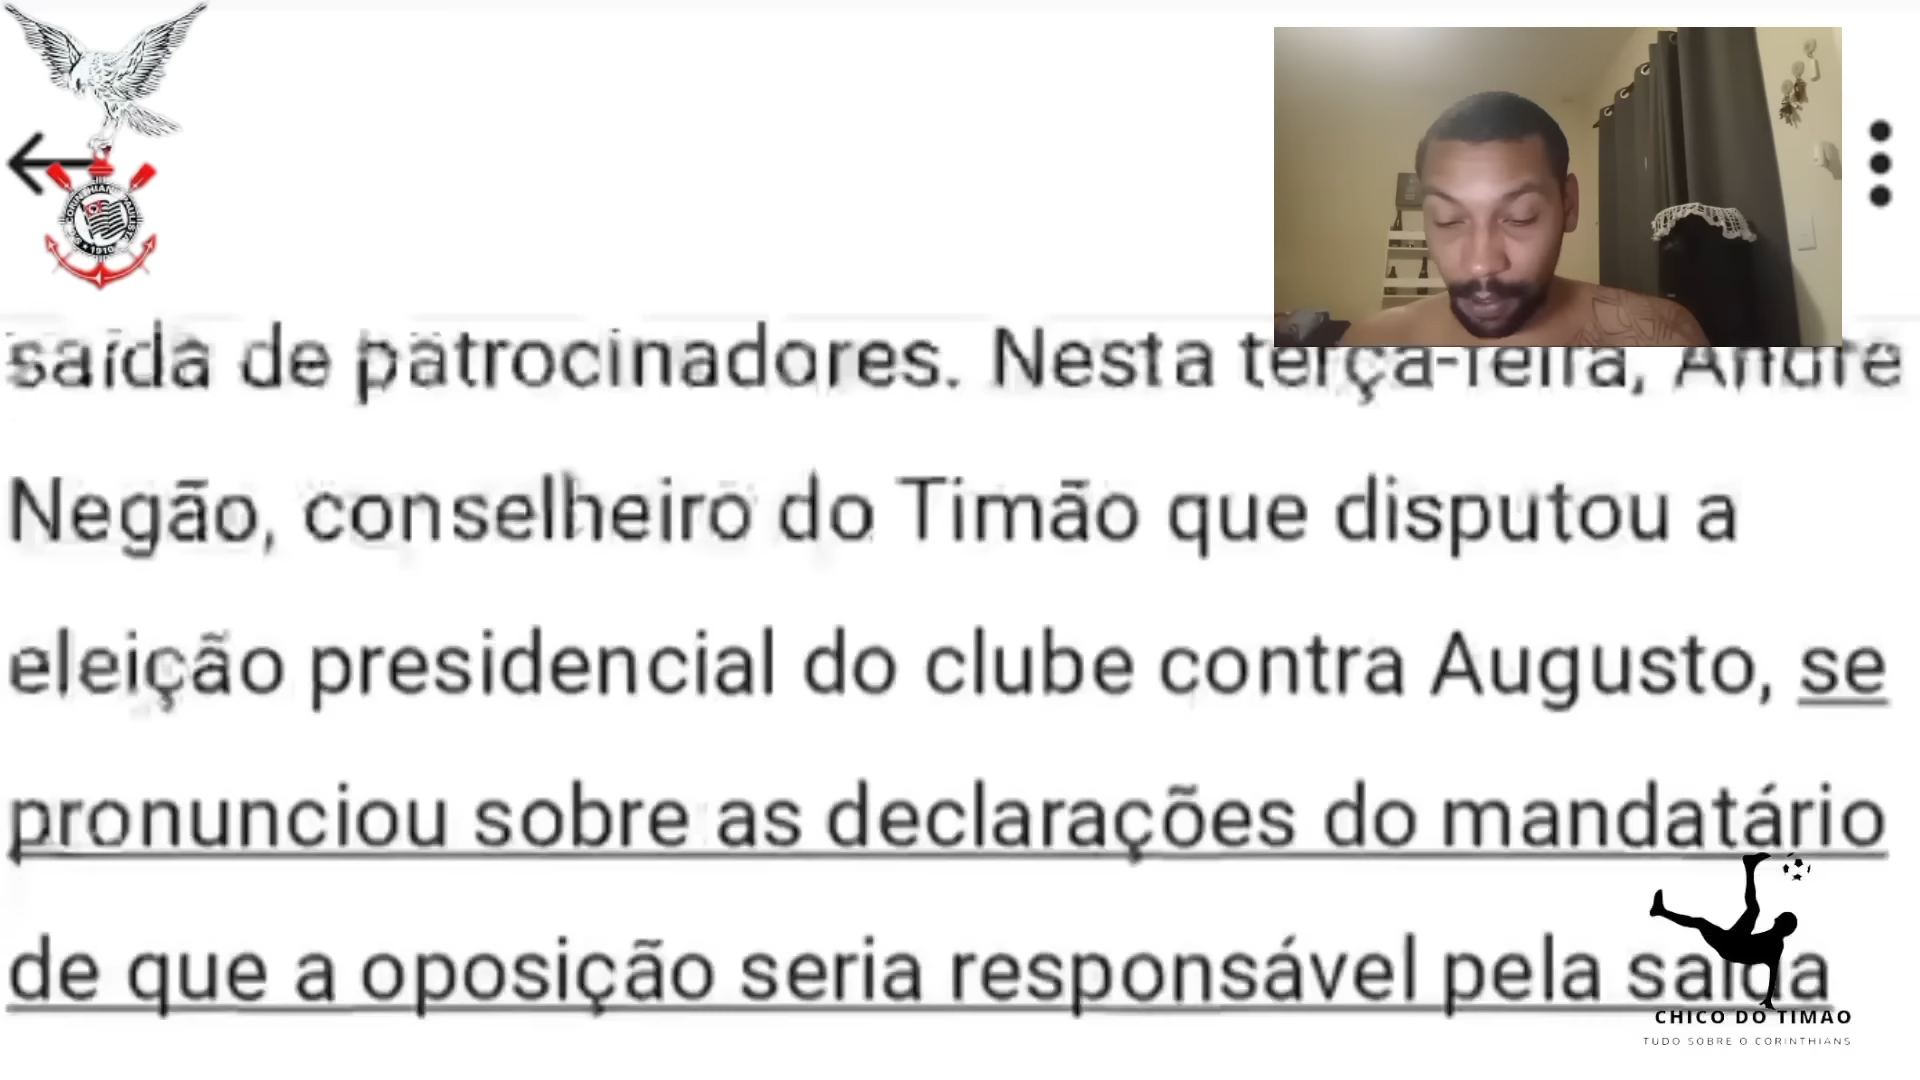 saída de patrocinadores. Nesta terça-feira, André
Negão, conselheiro do Timão que disputou a
eleição presidencial do clube contra Augusto, se
pronunciou sobre as declarações do mandatário
de que a oposição seria responsável pela saída
CHICO DO TIMAO
TUDO SOBRE O CORINTHIANS